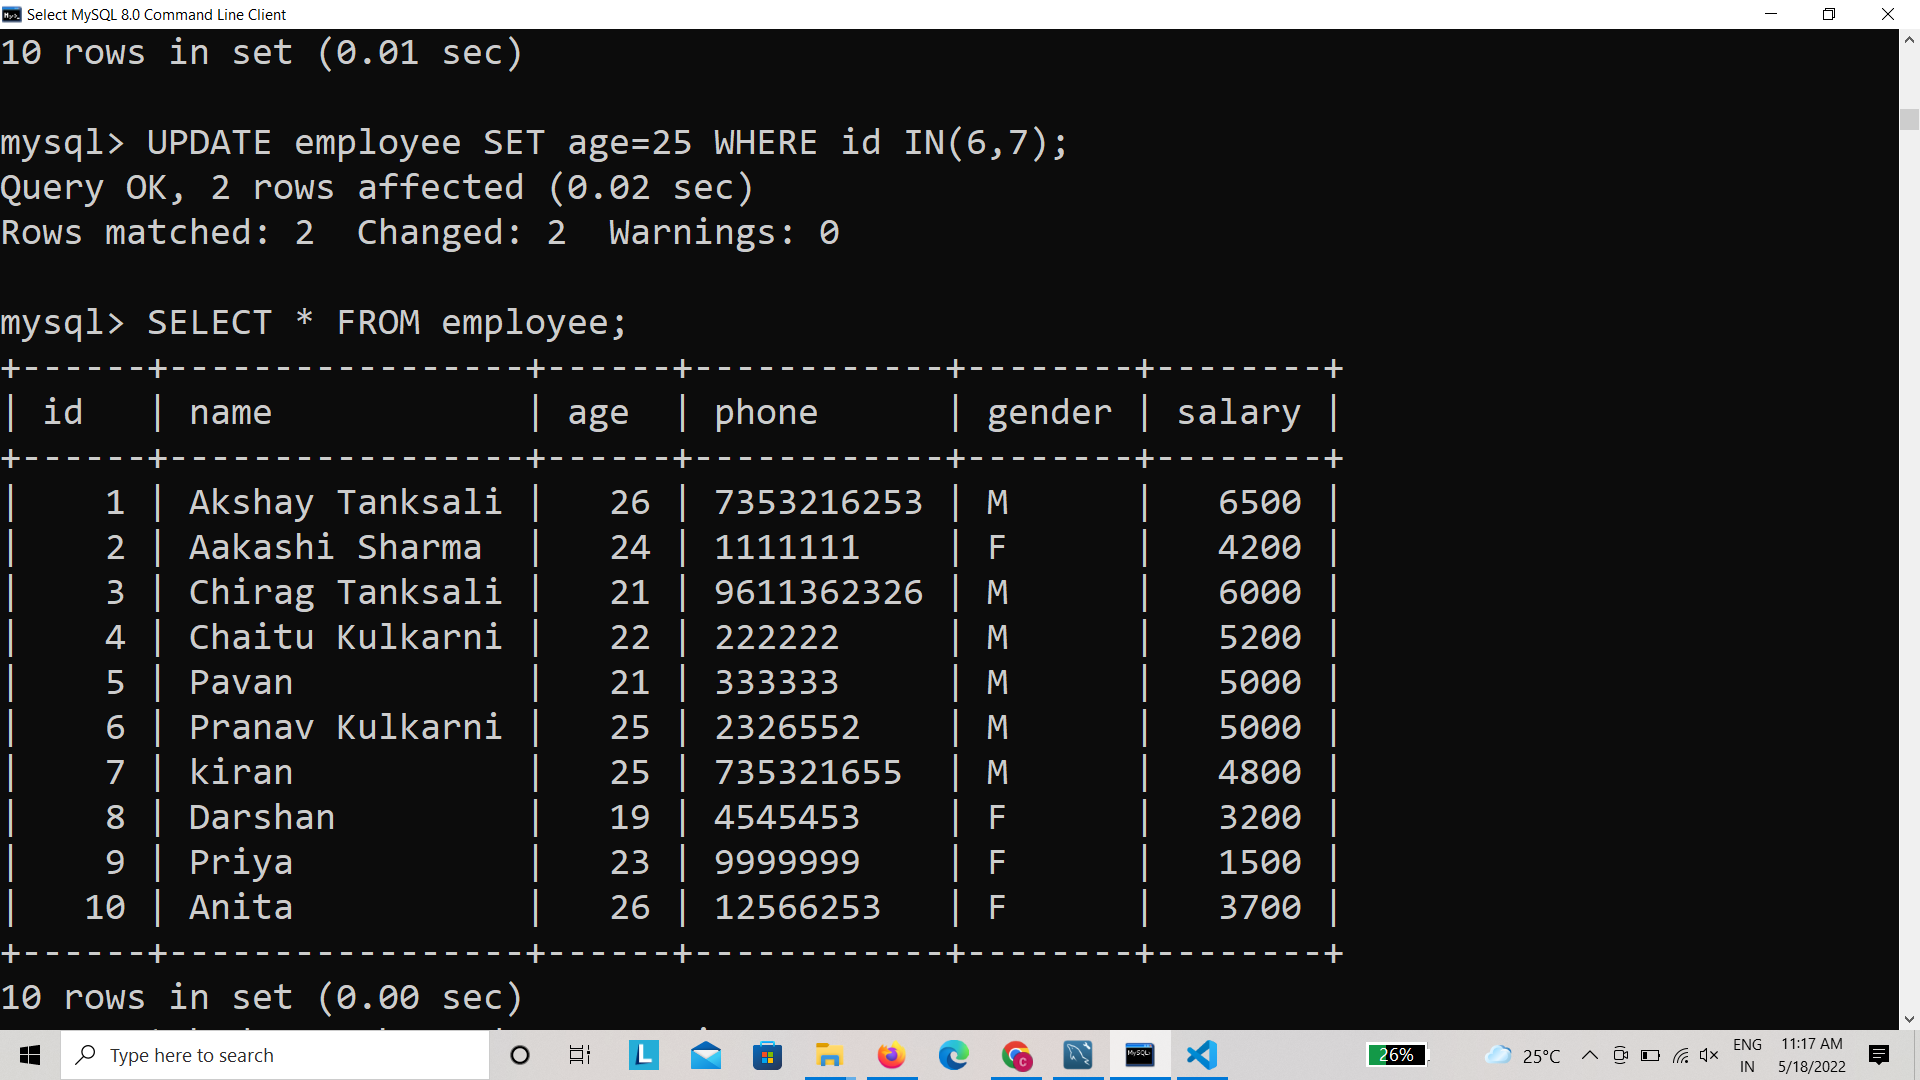 Select MySQL 8.0 Command Line Client
10 rows in set (0.01 sec)
mysql> UPDATE employee SET age=25 WHERE id IN(6,7);
Query OK, 2 rows affected (0.02 sec)
Rows matched: 2  Changed: 2  Warnings: 0
mysql> SELECT * FROM employee;
+------+-----------------+------+------------+--------+--------+
| id   | name            | age  | phone      | gender | salary |
+------+-----------------+------+------------+--------+--------+
|    1 | Akshay Tanksali |   26 | 7353216253 | M      |   6500 |
|    2 | Aakashi Sharma  |   24 | 1111111    | F      |   4200 |
|    3 | Chirag Tanksali |   21 | 9611362326 | M      |   6000 |
|    4 | Chaitu Kulkarni |   22 | 222222     | M      |   5200 |
|    5 | Pavan           |   21 | 333333     | M      |   5000 |
|    6 | Pranav Kulkarni |   25 | 2326552    | M      |   5000 |
|    7 | kiran           |   25 | 735321655  | M      |   4800 |
|    8 | Darshan         |   19 | 4545453    | F      |   3200 |
|    9 | Priya           |   23 | 9999999    | F      |   1500 |
|   10 | Anita           |   26 | 12566253   | F      |   3700 |
+------+-----------------+------+------------+--------+--------+
10 rows in set (0.00 sec)
Type here to search
L
C
MySQL
26%
25°C
ENG
IN
11:17 AM
5/18/2022